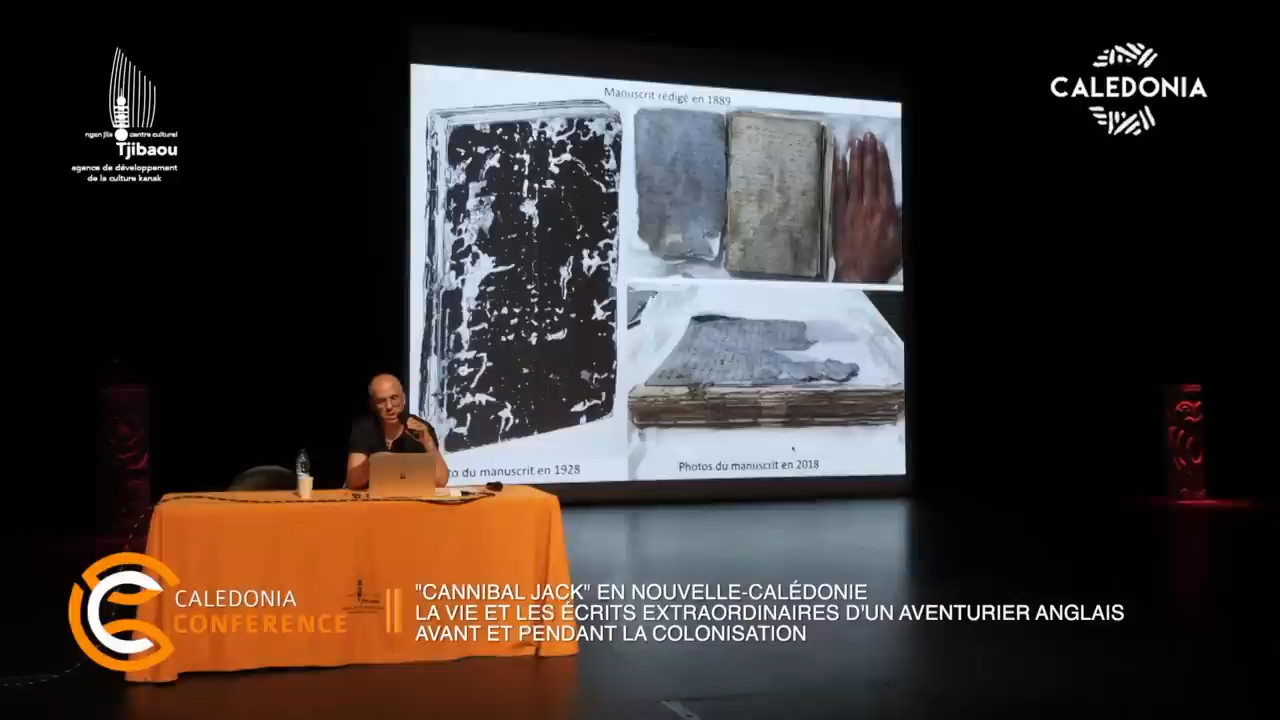 ngan jila centre culturel
Tjibaou
agence de développement
de la culture kanak
CALEDONIA
Manuscrit rédigé en 1889
to du manuscrit en 1928
Photos du manuscrit en 2018
CALEDONIA
CONFERENCE
"CANNIBAL JACK" EN NOUVELLE-CALÉDONIE
LA VIE ET LES ÉCRITS EXTRAORDINAIRES D'UN AVENTURIER ANGLAIS
AVANT ET PENDANT LA COLONISATION